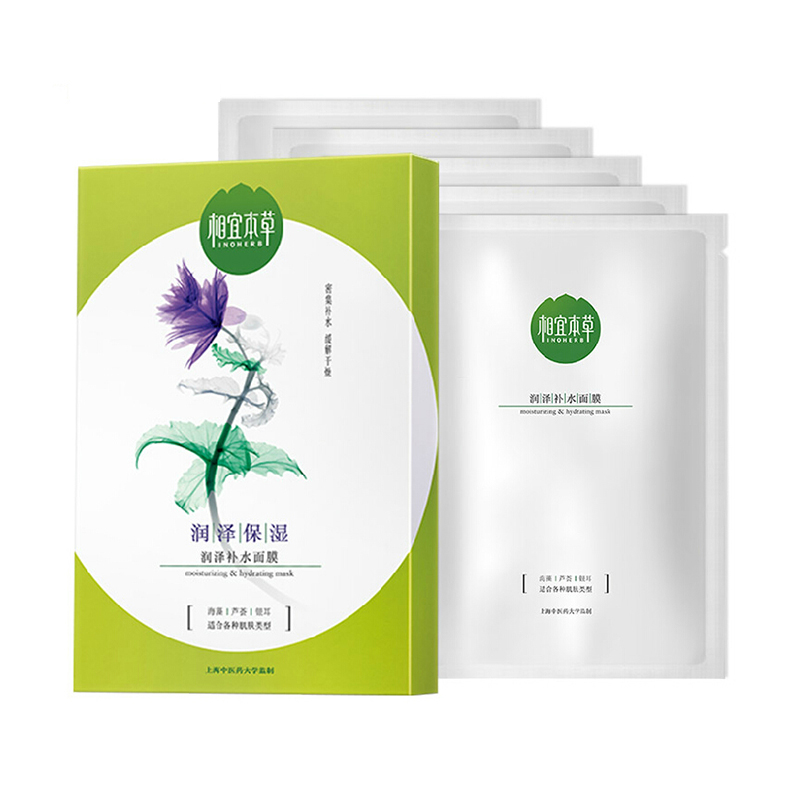 相宜本草
INOHERB
密集补水 缓解干燥
润泽保湿
润泽补水面膜
moisturizing & hydrating mask
海藻 | 芦荟 | 银耳
适合各种肌肤类型
上海中医药大学监制
相宜本草
INOHERB
润泽补水面膜
moisturizing & hydrating mask
海藻 | 芦荟 | 银耳
适合各种肌肤类型
上海中医药大学监制